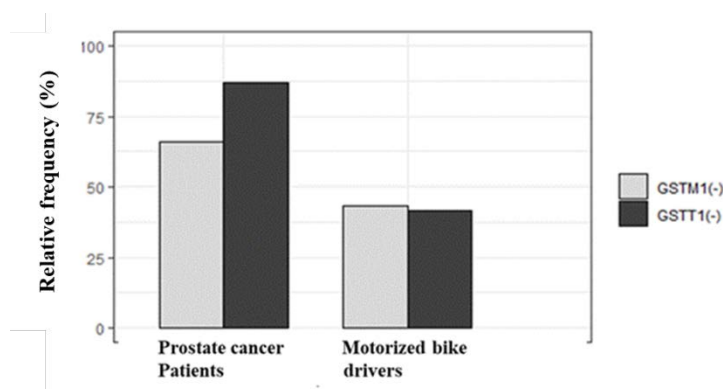 Relative frequency (%)
100
75
50
25
0
Prostate cancer
Patients
Motorized bike
drivers
GSTM1(-)
GSTT1(-)